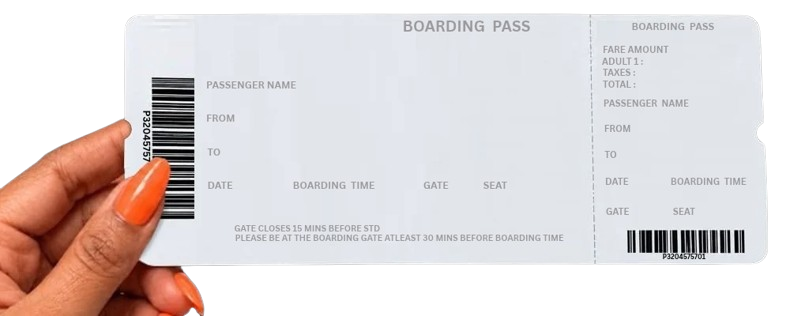 BOARDING PASS
PASSENGER NAME
FROM
TO
DATE BOARDING TIME GATE SEAT
GATE CLOSES 15 MINS BEFORE STD
PLEASE BE AT THE BOARDING GATE ATLEAST 30 MINS BEFORE BOARDING TIME
P32045757
BOARDING PASS
FARE AMOUNT
ADULT 1 :
TAXES :
TOTAL :
PASSENGER NAME
FROM
TO
DATE BOARDING TIME
GATE SEAT
P3204575701